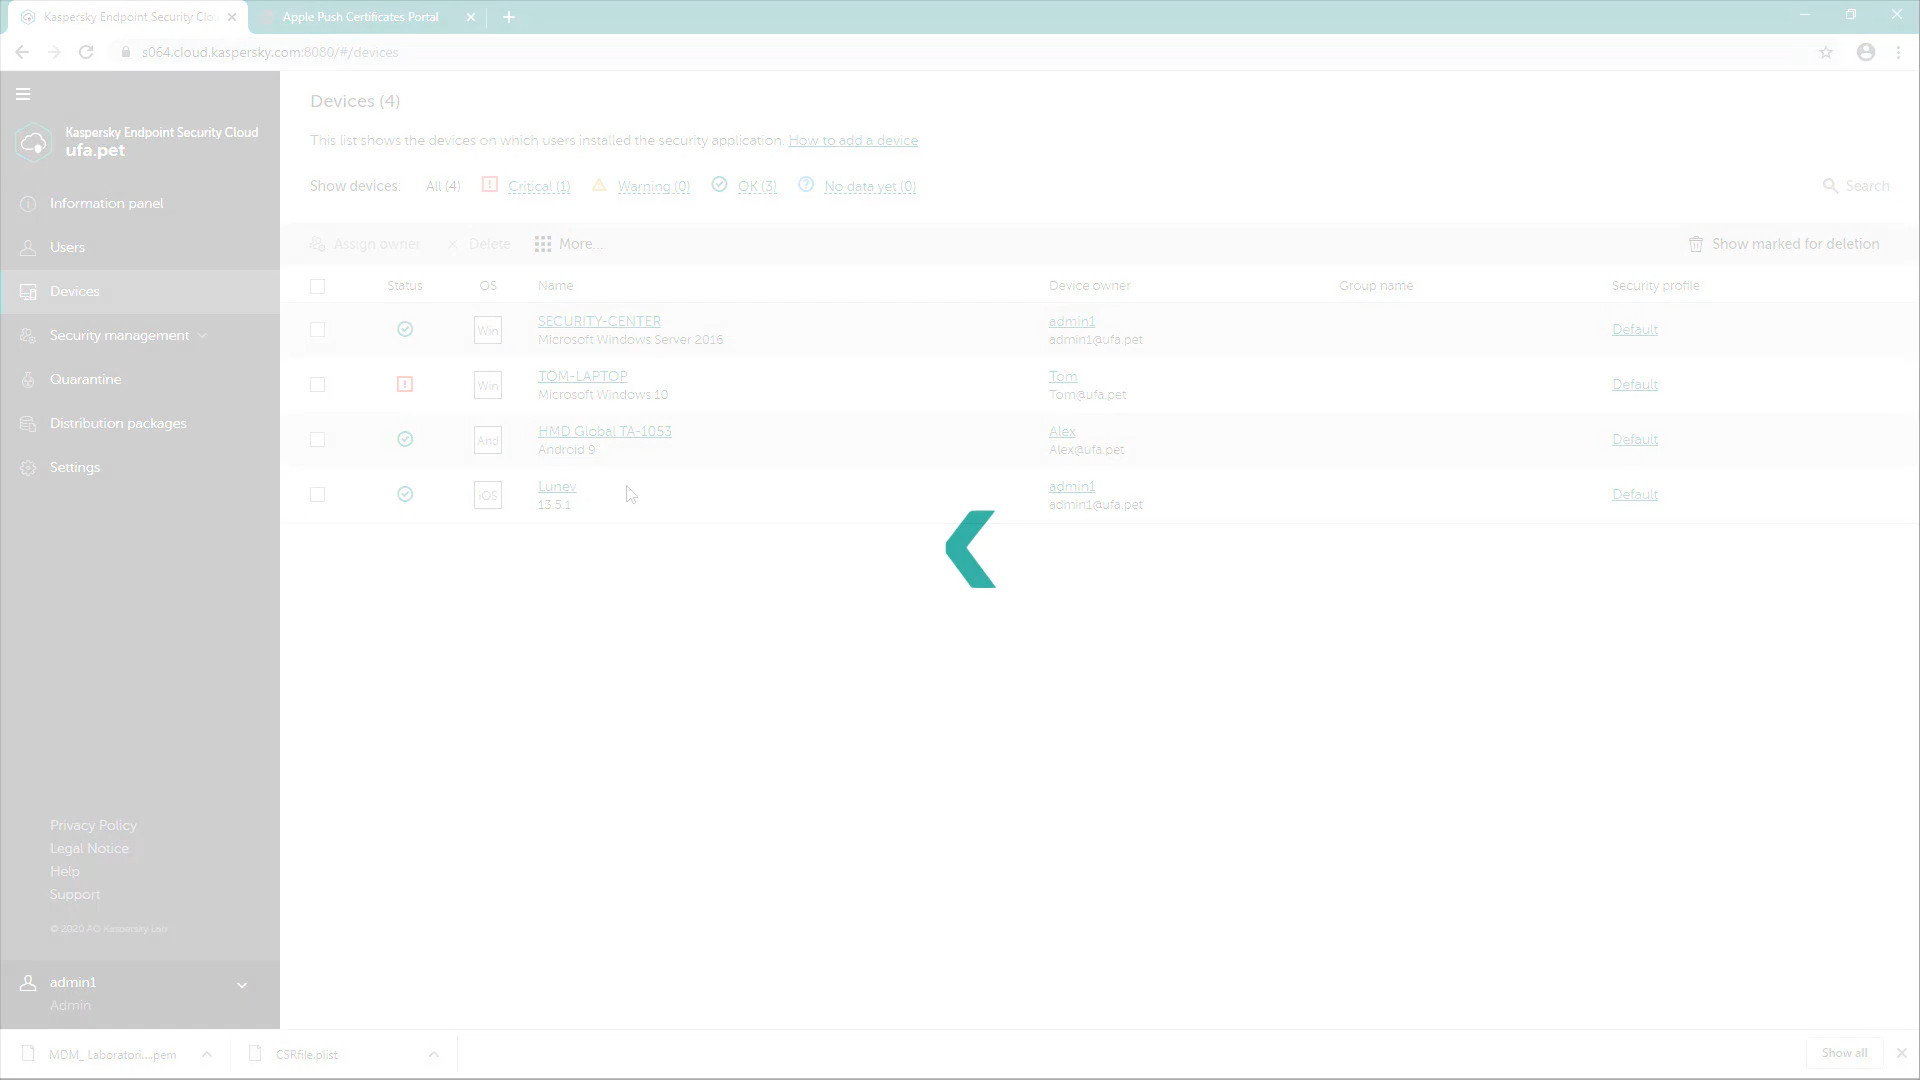 Kaspersky Endpoint Security Clo
Apple Push Certificates Portal
s064.cloud.kaspersky.com:8080/#/devices
Kaspersky Endpoint Security Cloud
ufa.pet
Information panel
Users
Devices
Security management
Quarantine
Distribution packages
Settings
Privacy Policy
Legal Notice
Help
Support
© 2020 AO Kaspersky Lab
admin1
Admin
Devices (4)
This list shows the devices on which users installed the security application. How to add a device
Show devices: All (4) Critical (1) Warning (0) OK (3) No data yet (0) Search
Assign owner Delete More... Show marked for deletion
Status OS Name Device owner Group name Security profile
Win SECURITY-CENTER admin1 Default
Microsoft Windows Server 2016 admin1@ufa.pet
Win TOM-LAPTOP Tom Default
Microsoft Windows 10 Tom@ufa.pet
And HMD Global TA-1053 Alex Default
Android 9 Alex@ufa.pet
iOS Lunev admin1 Default
13.5.1 admin1@ufa.pet
MDM_ Laboratori....pem
CSRfile.plist
Show all